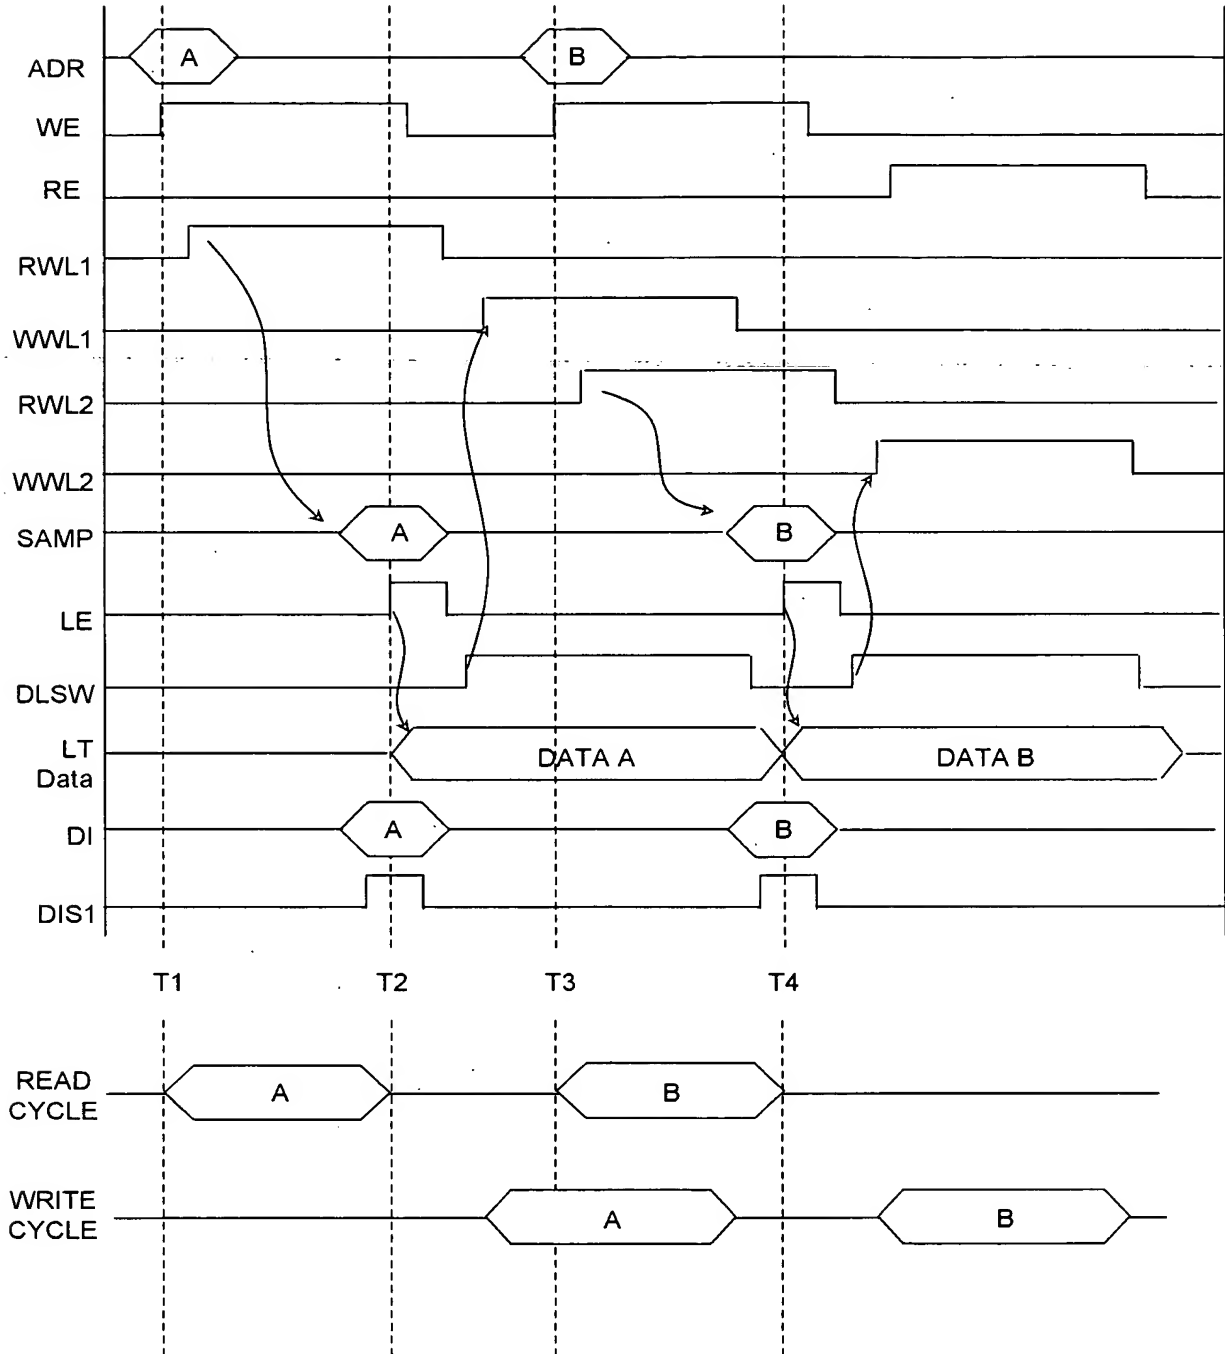 ADR A B
WE
RE
RWL1
WWL1
RWL2
WWL2
SAMP A B
LE
DLSW
LT
Data DATA A DATA B
DI A B
DIS1
T1 T2 T3 T4
READ
CYCLE A B
WRITE
CYCLE A B